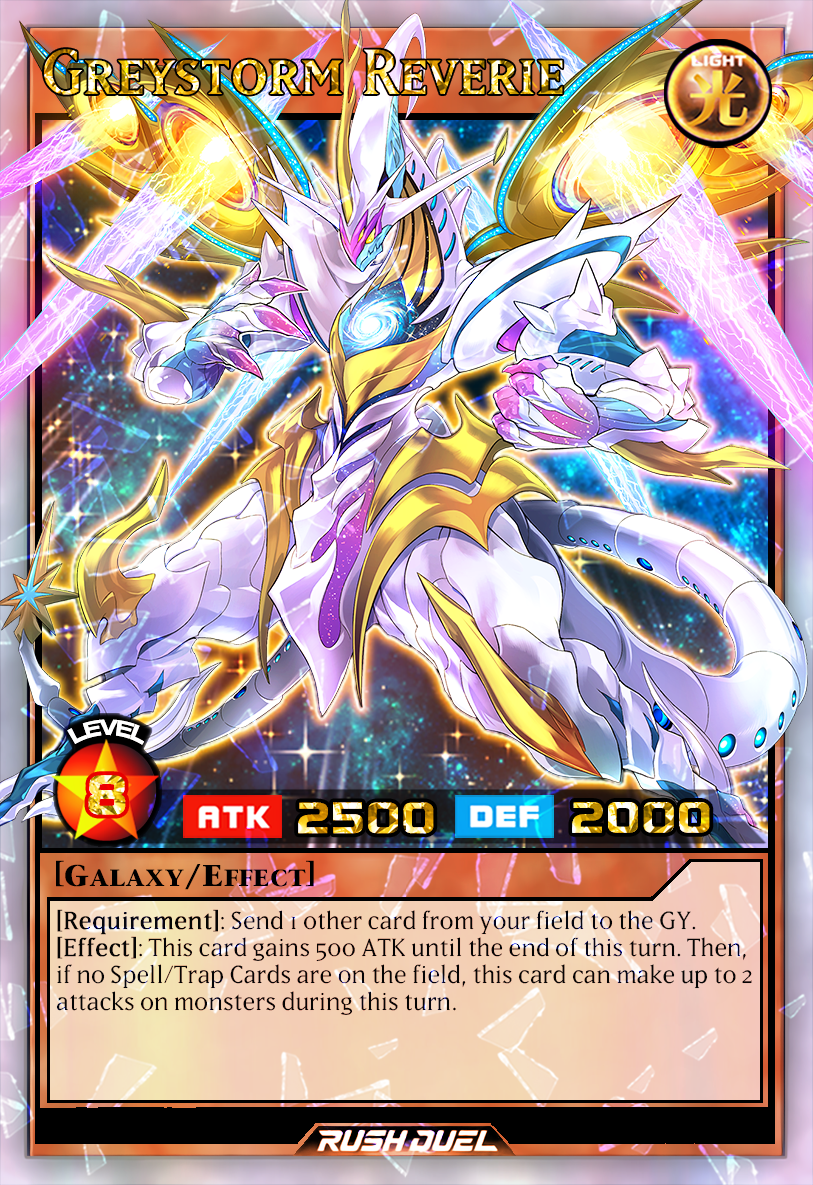 Greystorm Reverie
LIGHT
光
LEVEL
8
ATK 2500 DEF 2000
[Galaxy/Effect]
[Requirement]: Send 1 other card from your field to the GY.
[Effect]: This card gains 500 ATK until the end of this turn. Then,
if no Spell/Trap Cards are on the field, this card can make up to 2
attacks on monsters during this turn.
RUSH DUEL